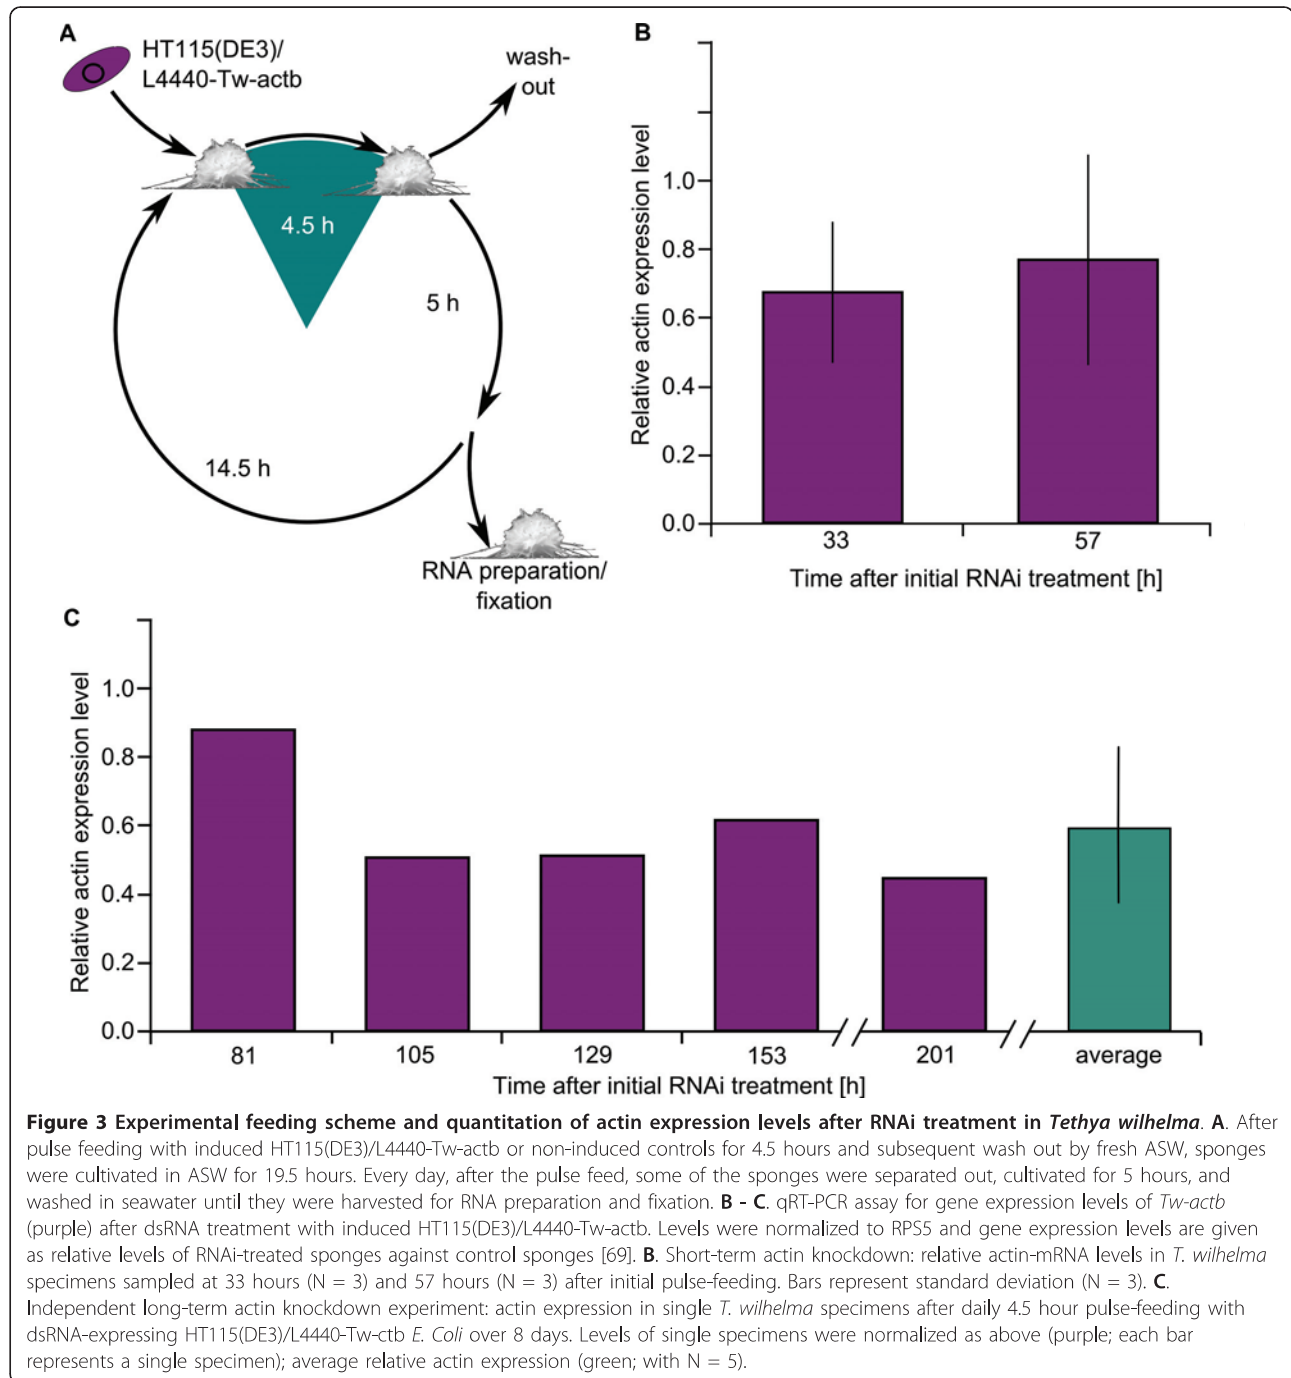 A
HT115(DE3)/
L4440-Tw-actb
wash-
out
4.5 h
5 h
14.5 h
RNA preparation/
fixation
B
Relative actin expression level
1.0
0.8
0.6
0.4
0.2
0.0
33
57
Time after initial RNAi treatment [h]
C
Relative actin expression level
1.0
0.8
0.6
0.4
0.2
0.0
81
105
129
153
201
average
Time after initial RNAi treatment [h]
Figure 3 Experimental feeding scheme and quantitation of actin expression levels after RNAi treatment in Tethya wilhelma. A. After
pulse feeding with induced HT115(DE3)/L4440-Tw-actb or non-induced controls for 4.5 hours and subsequent wash out by fresh ASW, sponges
were cultivated in ASW for 19.5 hours. Every day, after the pulse feed, some of the sponges were separated out, cultivated for 5 hours, and
washed in seawater until they were harvested for RNA preparation and fixation. B - C. qRT-PCR assay for gene expression levels of Tw-actb
(purple) after dsRNA treatment with induced HT115(DE3)/L4440-Tw-actb. Levels were normalized to RPS5 and gene expression levels are given
as relative levels of RNAi-treated sponges against control sponges [69]. B. Short-term actin knockdown: relative actin-mRNA levels in T. wilhelma
specimens sampled at 33 hours (N = 3) and 57 hours (N = 3) after initial pulse-feeding. Bars represent standard deviation (N = 3). C.
Independent long-term actin knockdown experiment: actin expression in single T. wilhelma specimens after daily 4.5 hour pulse-feeding with
dsRNA-expressing HT115(DE3)/L4440-Tw-ctb E. Coli over 8 days. Levels of single specimens were normalized as above (purple; each bar
represents a single specimen); average relative actin expression (green; with N = 5).